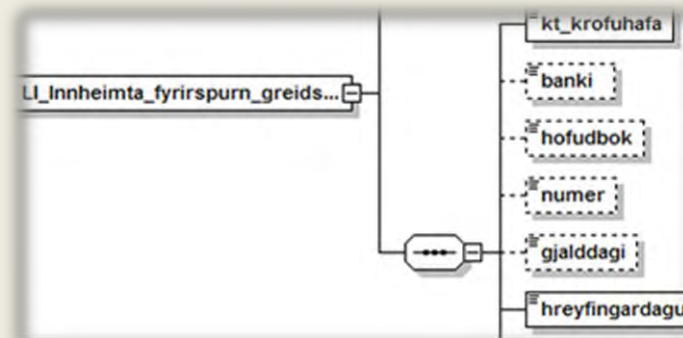 kt_krofuhafa
banki
LI_Innheimta_fyrirspurn_greids...
hofudbok
numer
gjalddagi
hreyfingardagu